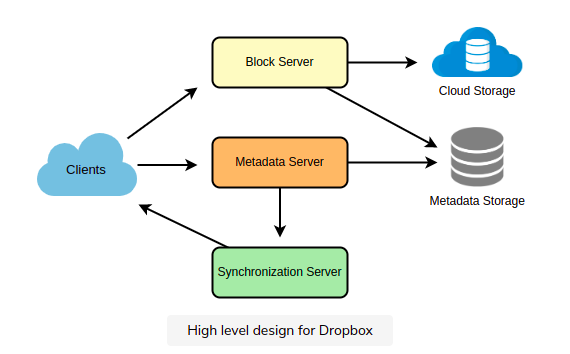 Block Server
Cloud Storage
Clients
Metadata Server
Metadata Storage
Synchronization Server
High level design for Dropbox